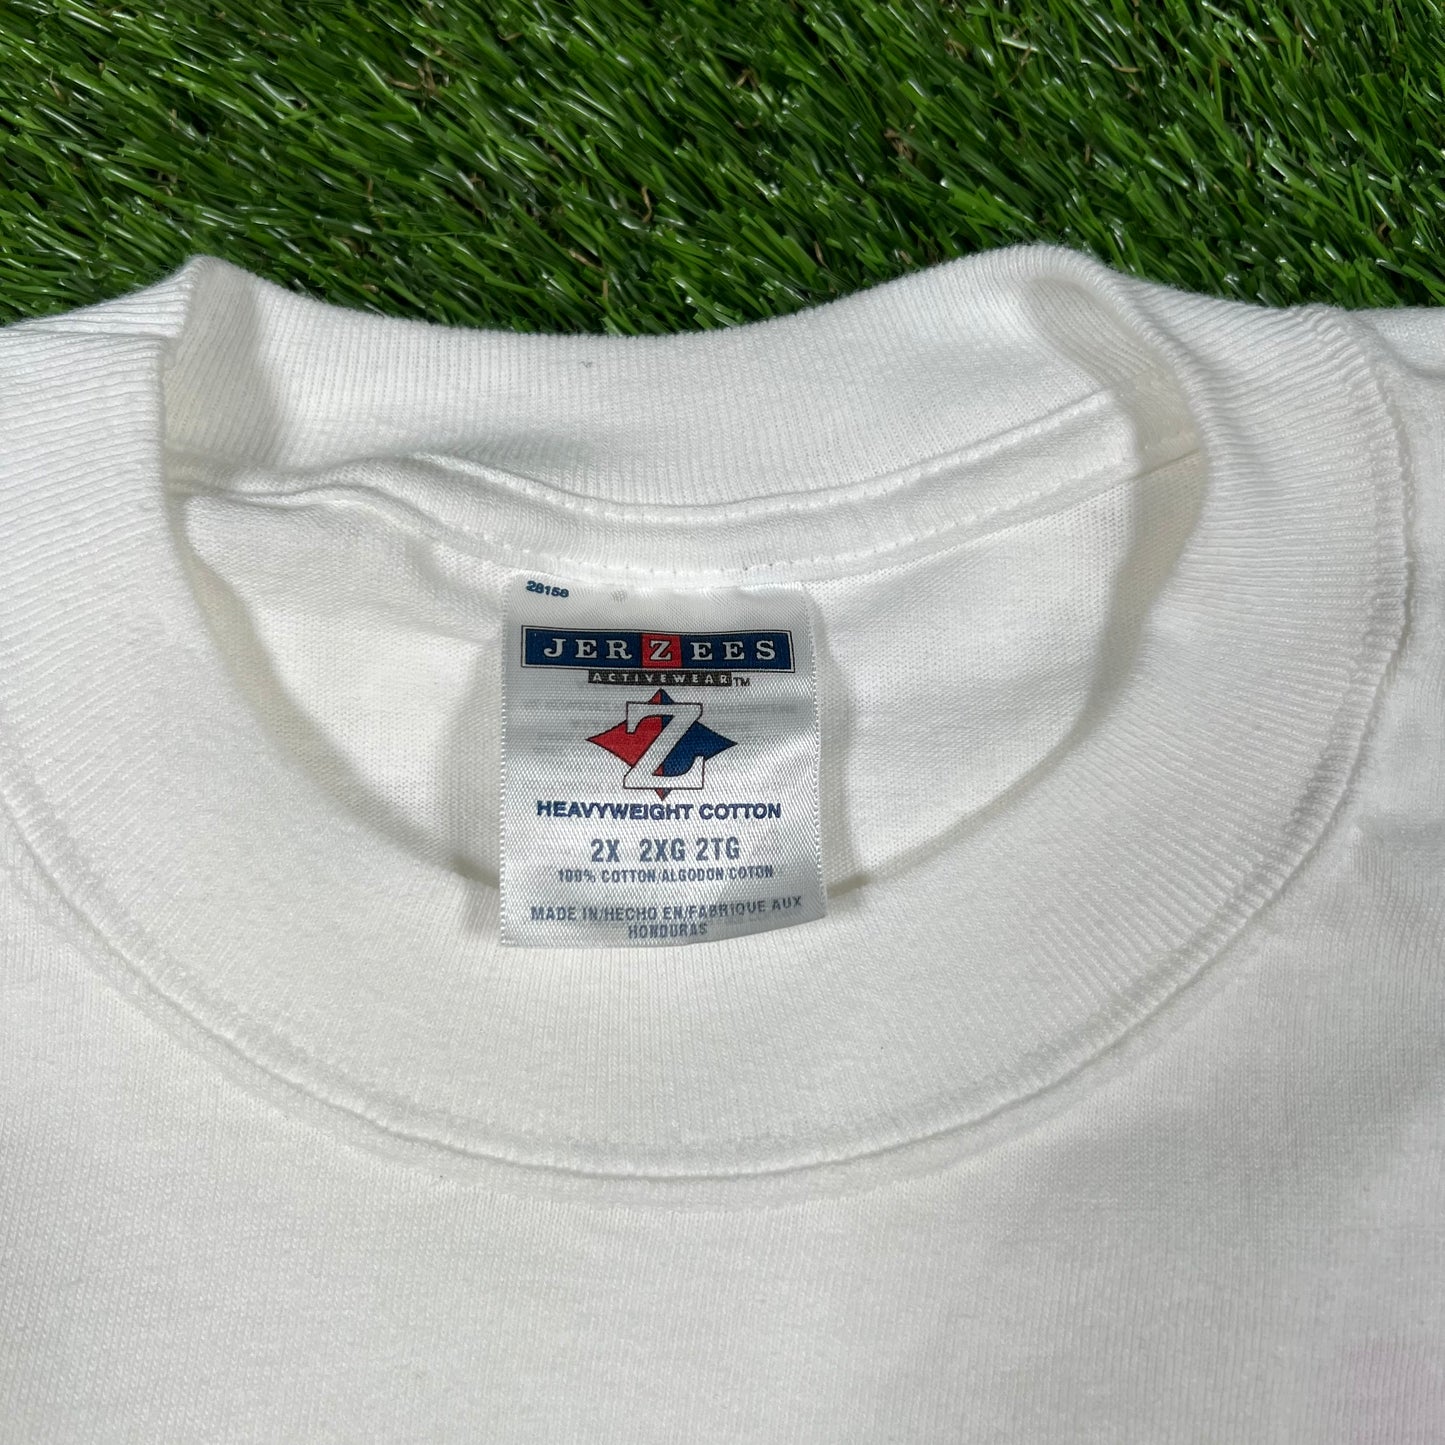 28158
JERZEES
ACTIVEWEAR™
Z
HEAVYWEIGHT COTTON
2X 2XG 2TG
100% COTTON/ALGODON/COTON
MADE IN/HECHO EN/FABRIQUE AUX
HONDURAS